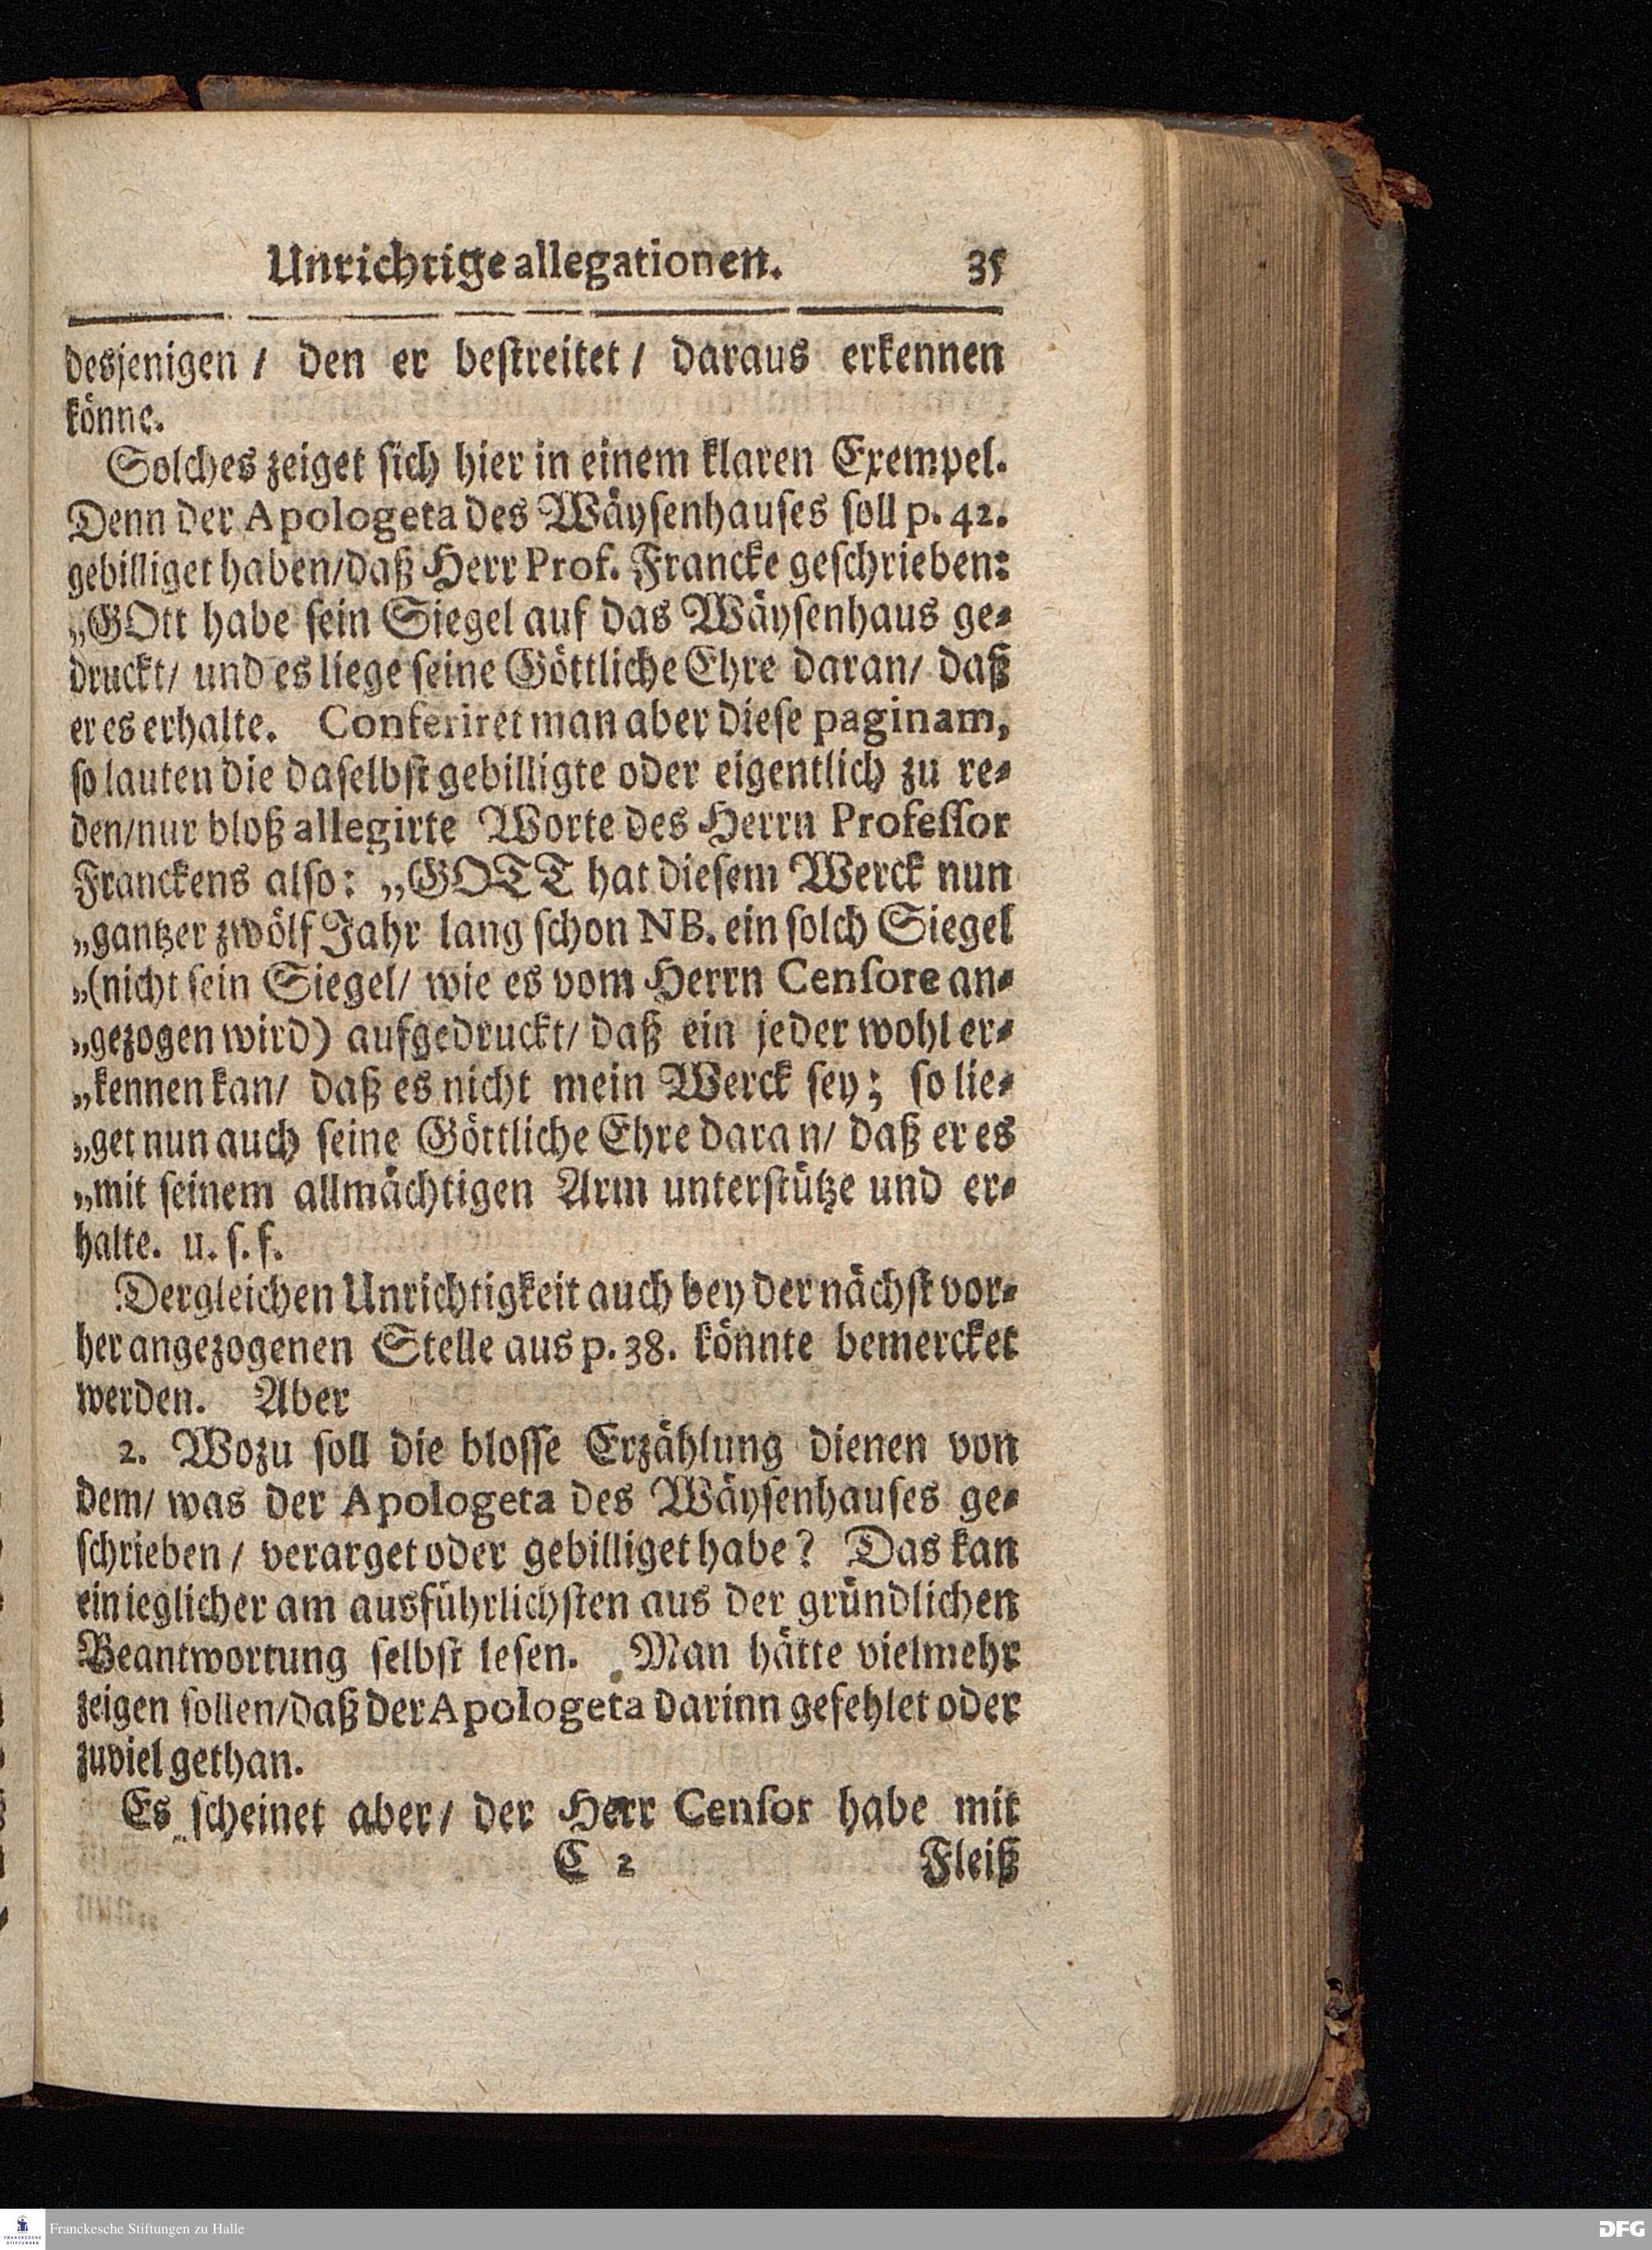 Unrichtige allegationen. 35
desjenigen / den er beſtreitet / daraus erkennen
könne.
Solches zeiget ſich hier in einem klaren Exempel.
Denn der Apologeta des Wäyſenhauſes ſoll p. 42.
gebilliget haben/daß Herr Prof. Francke geſchrieben:
„GOtt habe ſein Siegel auf das Wäyſenhaus ge⸗
druckt/ und es liege ſeine Göttliche Ehre daran/ daß
er es erhalte. Conferiret man aber dieſe paginam,
ſo lauten die daſelbſt gebilligte oder eigentlich zu re⸗
den/nur bloß allegirte Worte des Herrn Profeſſor
Franckens alſo: „GOTT hat dieſem Werck nun
„gantzer zwölf Jahr lang ſchon NB. ein ſolch Siegel
„(nicht ſein Siegel/ wie es vom Herrn Cenſore an⸗
„gezogen wird) aufgedruckt/ daß ein jeder wohl er⸗
„kennen kan/ daß es nicht mein Werck ſey; ſo lie⸗
„get nun auch ſeine Göttliche Ehre daran/ daß er es
„mit ſeinem allmächtigen Arm unterſtütze und er⸗
halte. u. ſ. f.
Dergleichen Unrichtigkeit auch bey der nächſt vor⸗
her angezogenen Stelle aus p. 38. könnte bemercket
werden. Aber
2. Wozu ſoll die bloſſe Erzählung dienen von
dem/ was der Apologeta des Wäyſenhauſes ge⸗
ſchrieben / verarget oder gebilliget habe? Das kan
ein ieglicher am ausführlichſten aus der gründlichen
Beantwortung ſelbſt leſen. Man hätte vielmehr
zeigen ſollen/daß der Apologeta darinn gefehlet oder
zuviel gethan.
Es ſcheinet aber/ der Herr Cenſor habe mit
C 2 Fleiß
Franckesche Stiftungen zu Halle
DFG